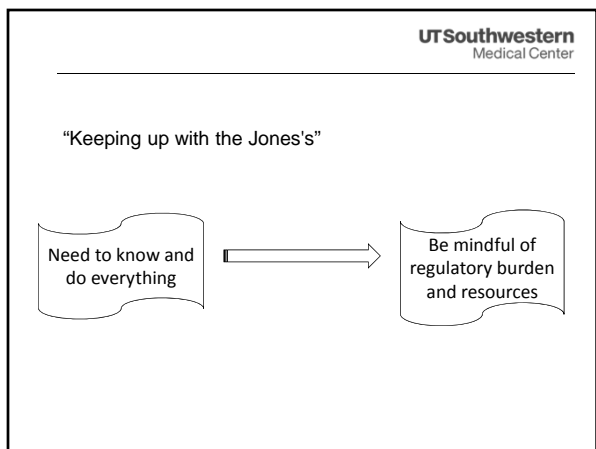 UTSouthwestern
Medical Center
“Keeping up with the Jones's”
Need to know and
do everything
Be mindful of
regulatory burden
and resources